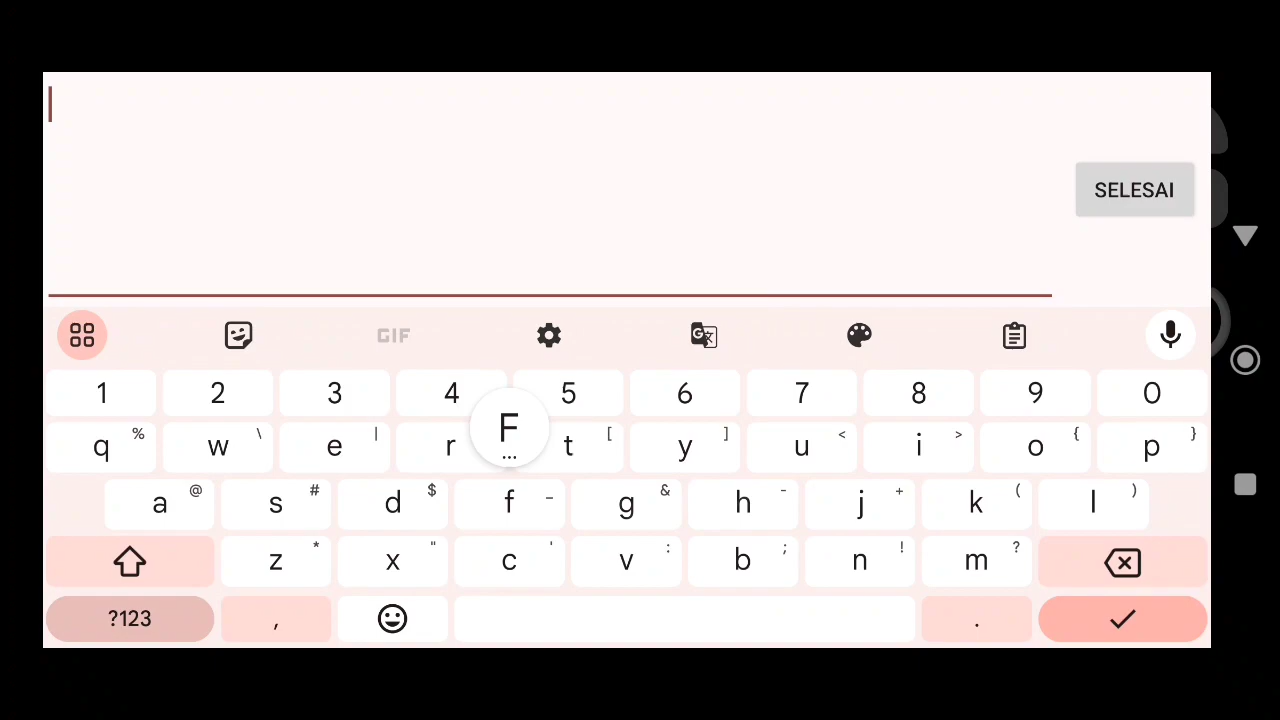 SELESAI
GIF
1 2 3 4 5 6 7 8 9 0
q % w \ e | r t [ y ] u < i > o { p }
F
...
a @ s # d $ f _ g & h - j + k ( l )
z * x " c ' v : b ; n ! m ?
?123 , .